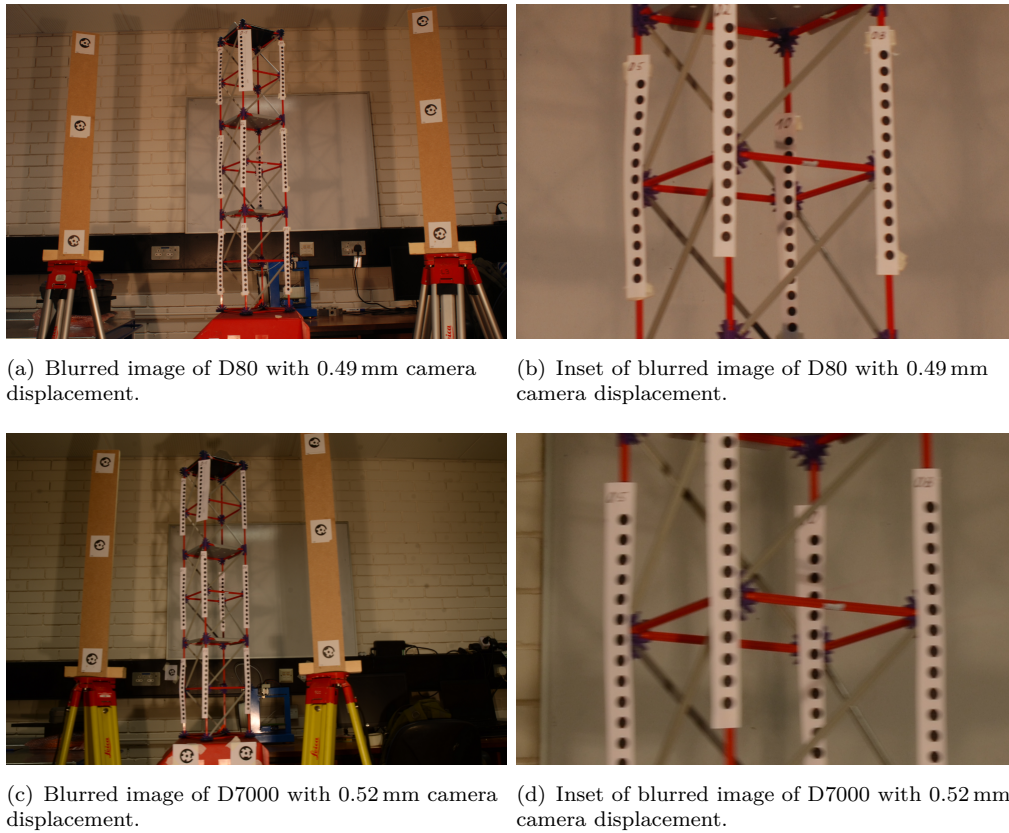 (a) Blurred image of D80 with 0.49 mm camera
displacement.
(b) Inset of blurred image of D80 with 0.49 mm
camera displacement.
(c) Blurred image of D7000 with 0.52 mm camera
displacement.
(d) Inset of blurred image of D7000 with 0.52 mm
camera displacement.